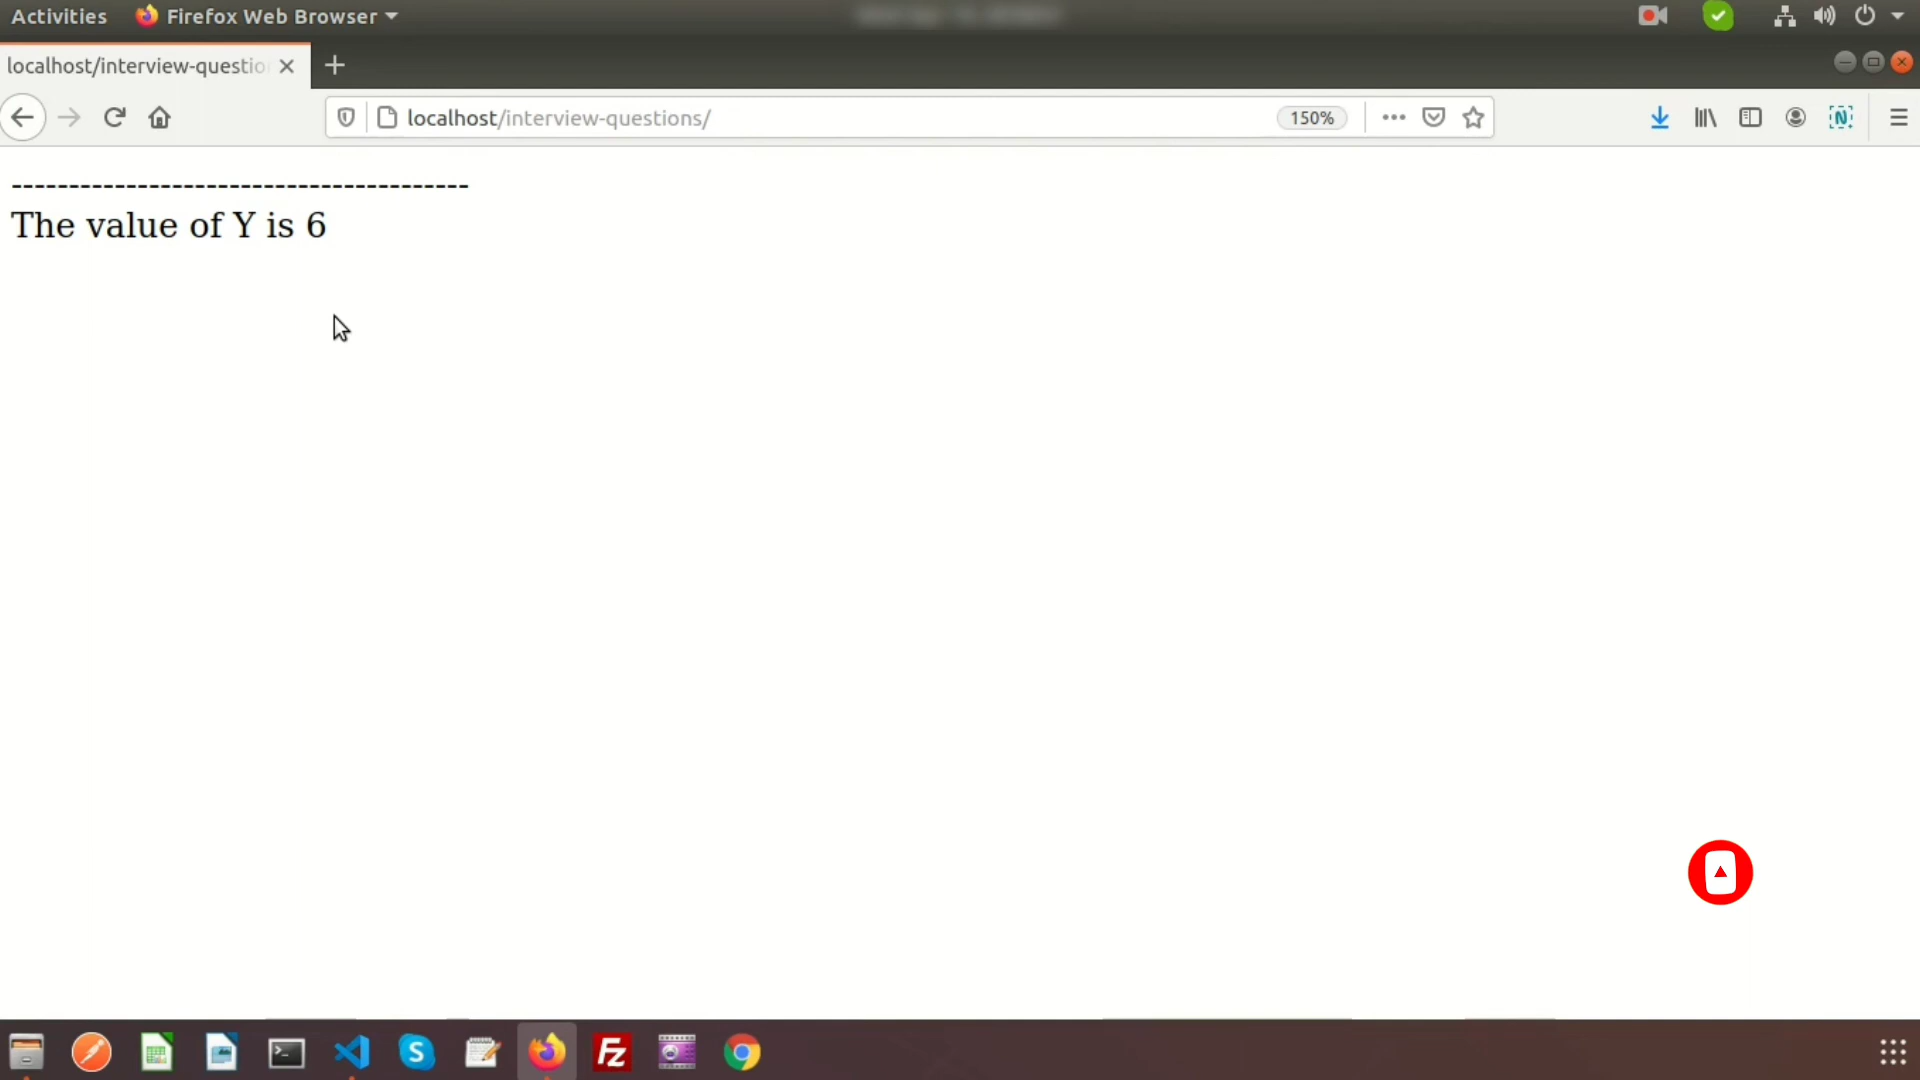 Activities Firefox Web Browser
localhost/interview-questio
localhost/interview-questions/ 150%
----------------------------------------
The value of Y is 6